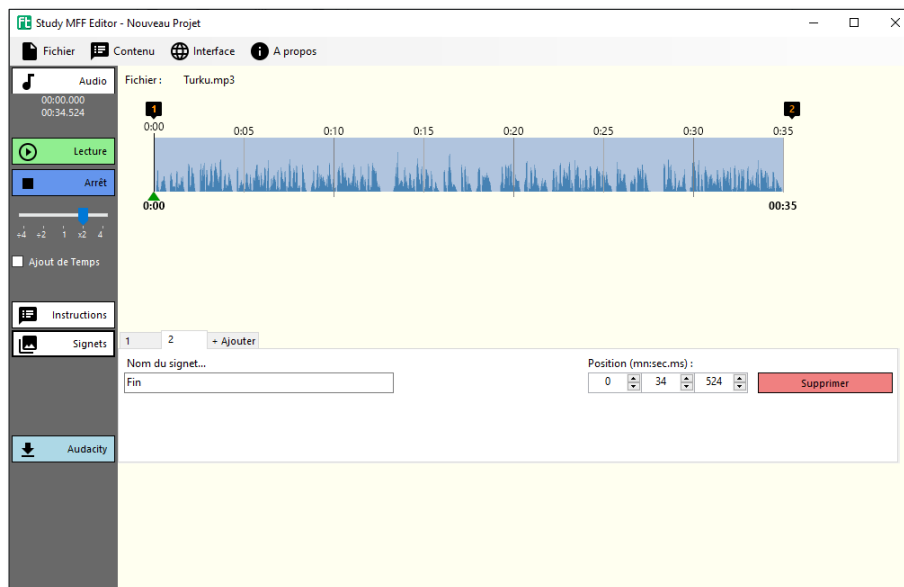 Study MFF Editor - Nouveau Projet
Fichier Contenu Interface A propos
Audio
00:00.000
00:34.524
Fichier : Turku.mp3
1 2
0:00 0:05 0:10 0:15 0:20 0:25 0:30 0:35
0:00 00:35
Lecture
Arrêt
÷4 ÷2 1 x2 4
Ajout de Temps
Instructions
Signets
1 2 + Ajouter
Nom du signet... Position (mn:sec.ms) :
Fin 0 34 524 Supprimer
Audacity